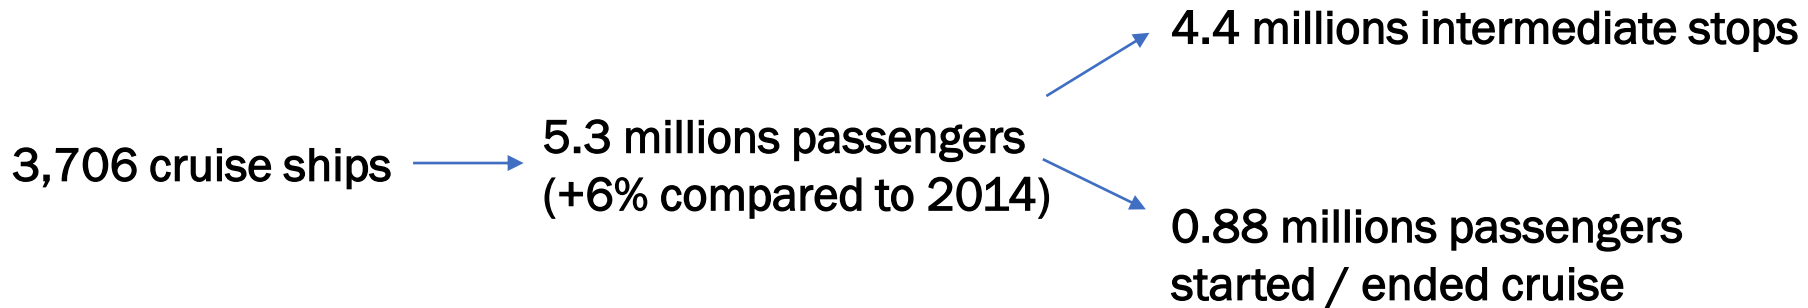 3,706 cruise ships
5.3 millions passengers
(+6% compared to 2014)
4.4 millions intermediate stops
0.88 millions passengers
started / ended cruise